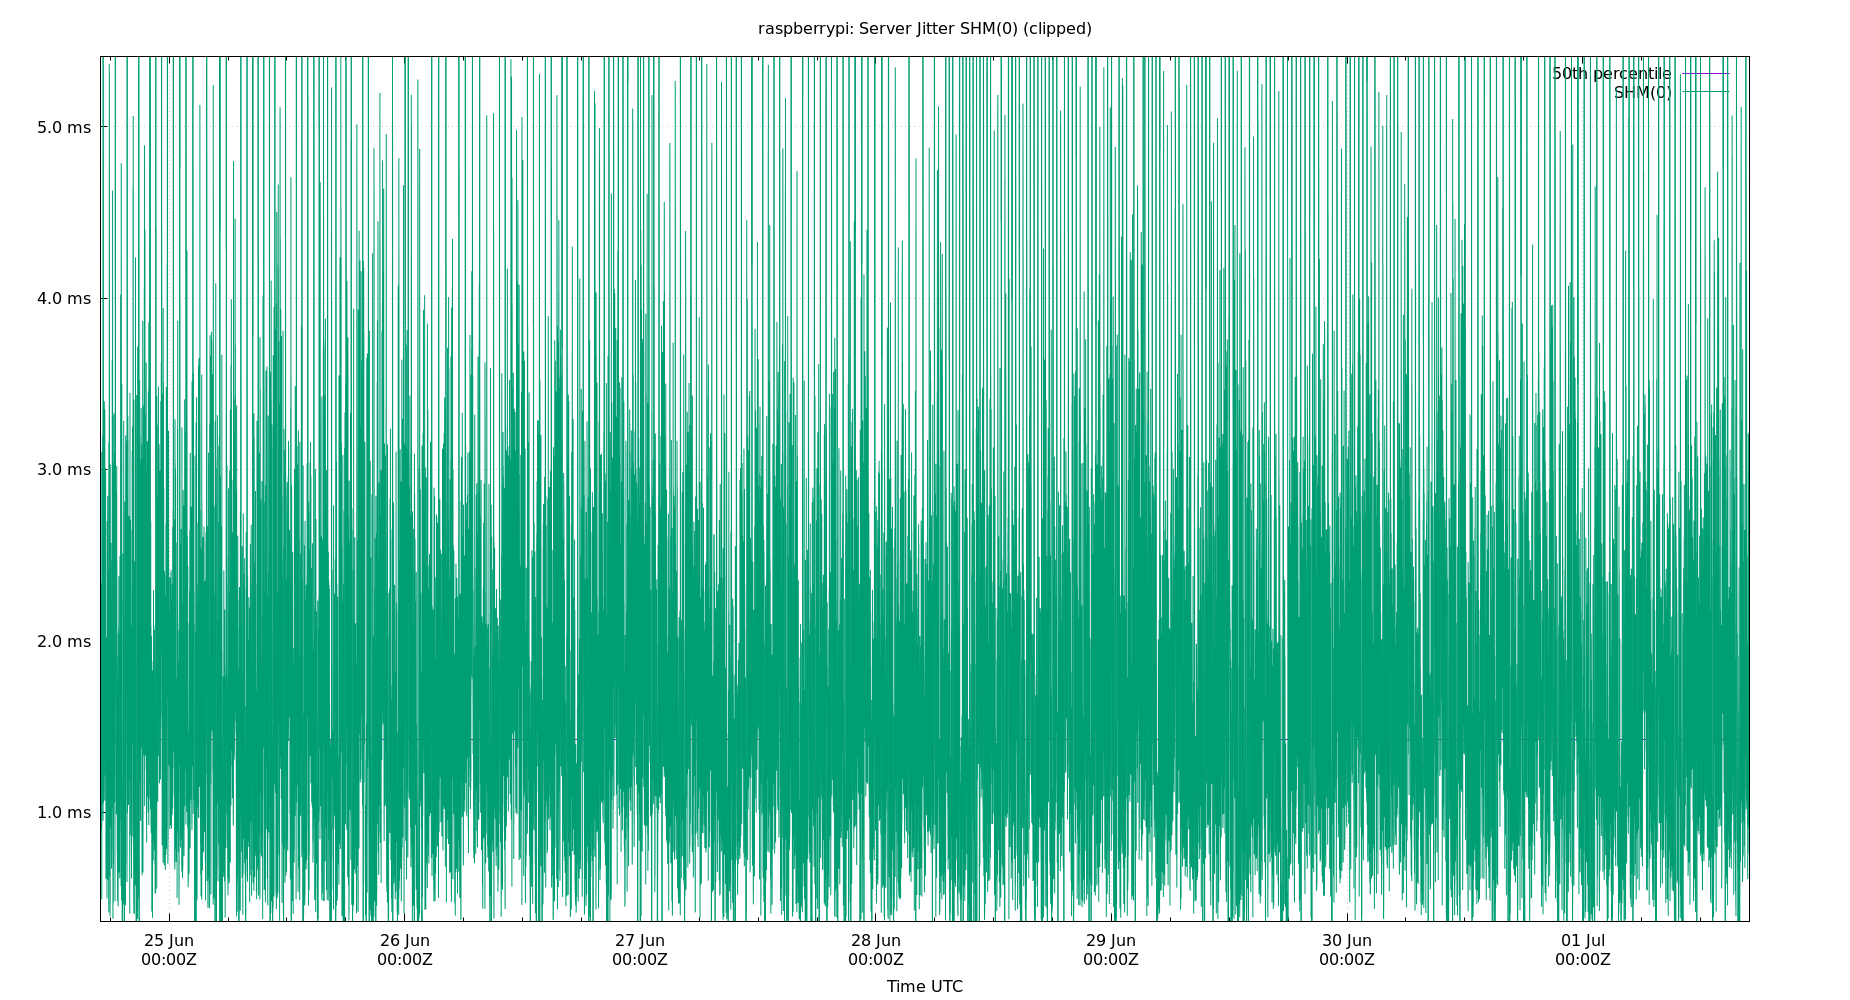 raspberrypi: Server Jitter SHM(0) (clipped)
50th percentile
SHM(0)
5.0 ms
4.0 ms
3.0 ms
2.0 ms
1.0 ms
25 Jun 26 Jun 27 Jun 28 Jun 29 Jun 30 Jun 01 Jul
00:00Z 00:00Z 00:00Z 00:00Z 00:00Z 00:00Z 00:00Z
Time UTC